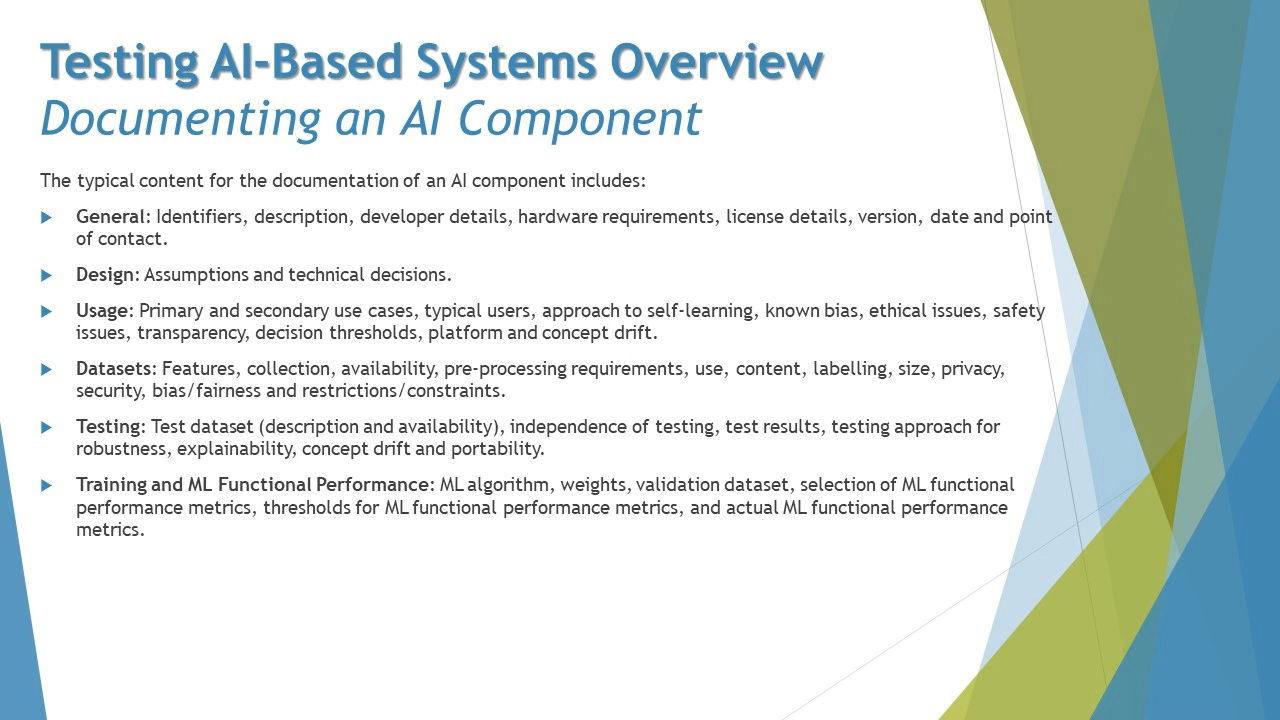 Testing AI-Based Systems Overview
Documenting an AI Component
The typical content for the documentation of an AI component includes:
General: Identifiers, description, developer details, hardware requirements, license details, version, date and point
of contact.
Design: Assumptions and technical decisions.
Usage: Primary and secondary use cases, typical users, approach to self-learning, known bias, ethical issues, safety
issues, transparency, decision thresholds, platform and concept drift.
Datasets: Features, collection, availability, pre-processing requirements, use, content, labelling, size, privacy,
security, bias/fairness and restrictions/constraints.
Testing: Test dataset (description and availability), independence of testing, test results, testing approach for
robustness, explainability, concept drift and portability.
Training and ML Functional Performance: ML algorithm, weights, validation dataset, selection of ML functional
performance metrics, thresholds for ML functional performance metrics, and actual ML functional performance
metrics.